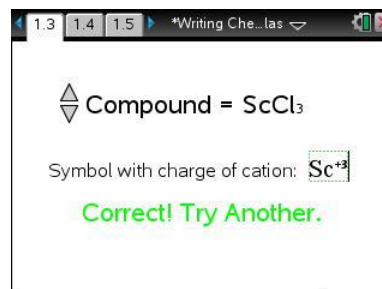 1.3 1.4 1.5 *Writing Che...las
Compound = ScCl₃
Symbol with charge of cation: Sc⁺³
Correct! Try Another.